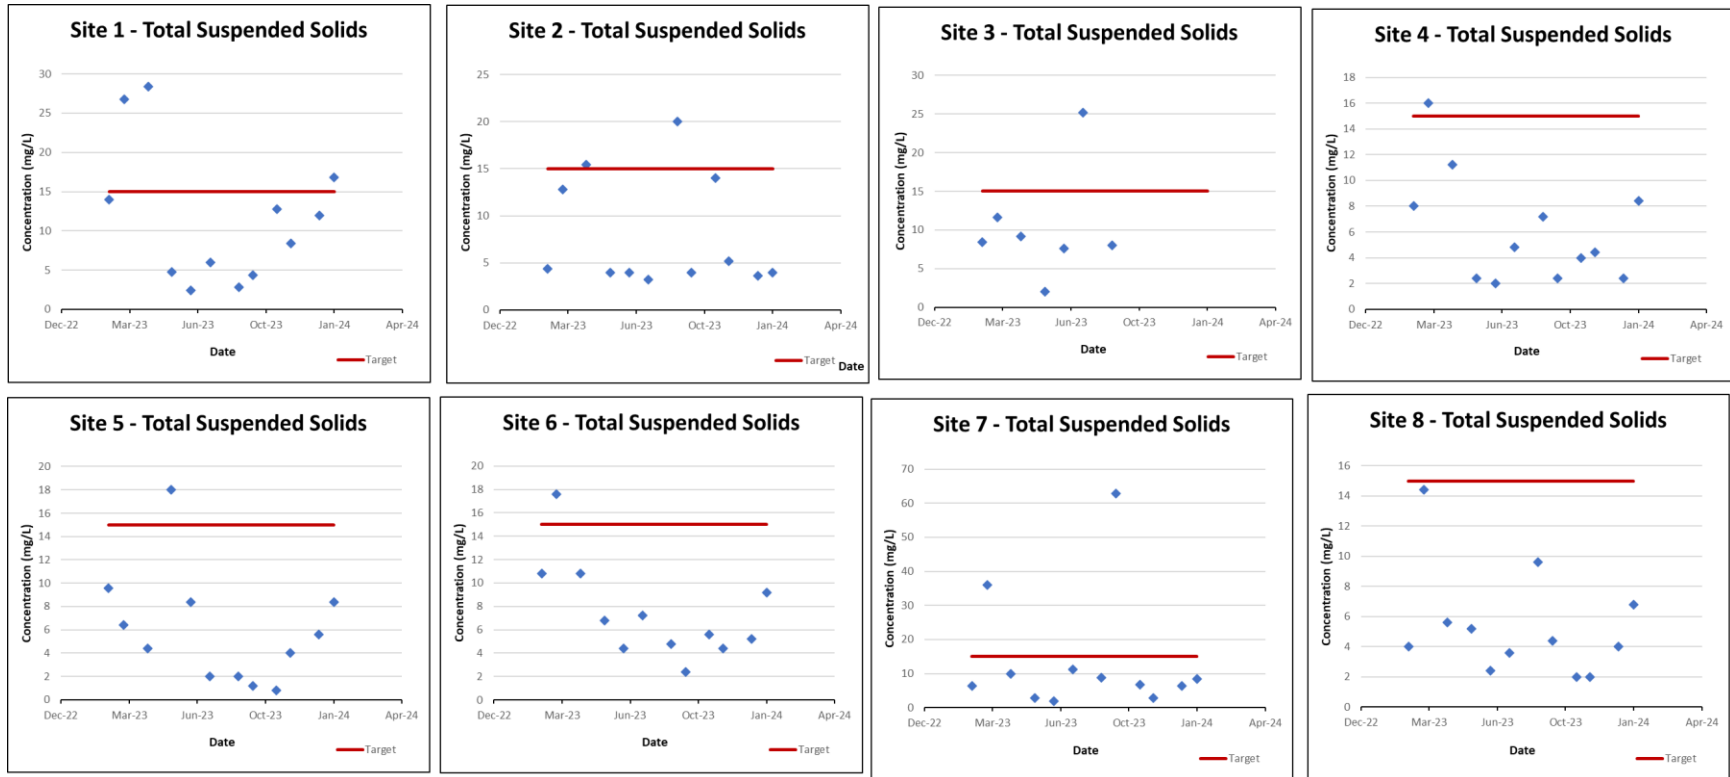 Site 1 - Total Suspended Solids
Concentration (mg/L)
30
25
20
15
10
5
0
Dec-22 Mar-23 Jun-23 Oct-23 Jan-24 Apr-24
Date
Target
Site 2 - Total Suspended Solids
Concentration (mg/L)
25
20
15
10
5
0
Dec-22 Mar-23 Jun-23 Oct-23 Jan-24 Apr-24
Target Date
Site 3 - Total Suspended Solids
Concentration (mg/L)
30
25
20
15
10
5
0
Dec-22 Mar-23 Jun-23 Oct-23 Jan-24 Apr-24
Date
Target
Site 4 - Total Suspended Solids
Concentration (mg/L)
18
16
14
12
10
8
6
4
2
0
Dec-22 Mar-23 Jun-23 Oct-23 Jan-24 Apr-24
Date
Target
Site 5 - Total Suspended Solids
Concentration (mg/L)
20
18
16
14
12
10
8
6
4
2
0
Dec-22 Mar-23 Jun-23 Oct-23 Jan-24 Apr-24
Date
Target
Site 6 - Total Suspended Solids
Concentration (mg/L)
20
18
16
14
12
10
8
6
4
2
0
Dec-22 Mar-23 Jun-23 Oct-23 Jan-24 Apr-24
Date
Target
Site 7 - Total Suspended Solids
Concentration (mg/L)
70
60
50
40
30
20
10
0
Dec-22 Mar-23 Jun-23 Oct-23 Jan-24 Apr-24
Date
Target
Site 8 - Total Suspended Solids
Concentration (mg/L)
16
14
12
10
8
6
4
2
0
Dec-22 Mar-23 Jun-23 Oct-23 Jan-24 Apr-24
Date
Target